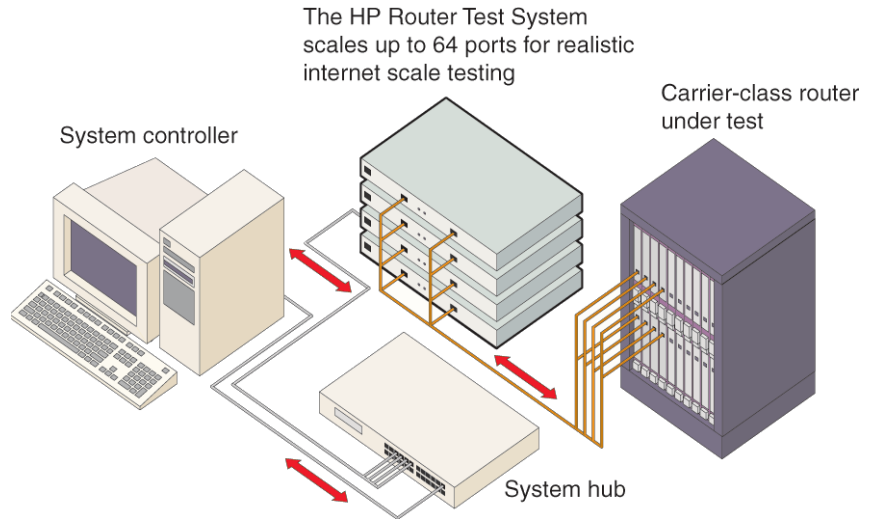 The HP Router Test System
scales up to 64 ports for realistic
internet scale testing
Carrier-class router
under test
System controller
System hub